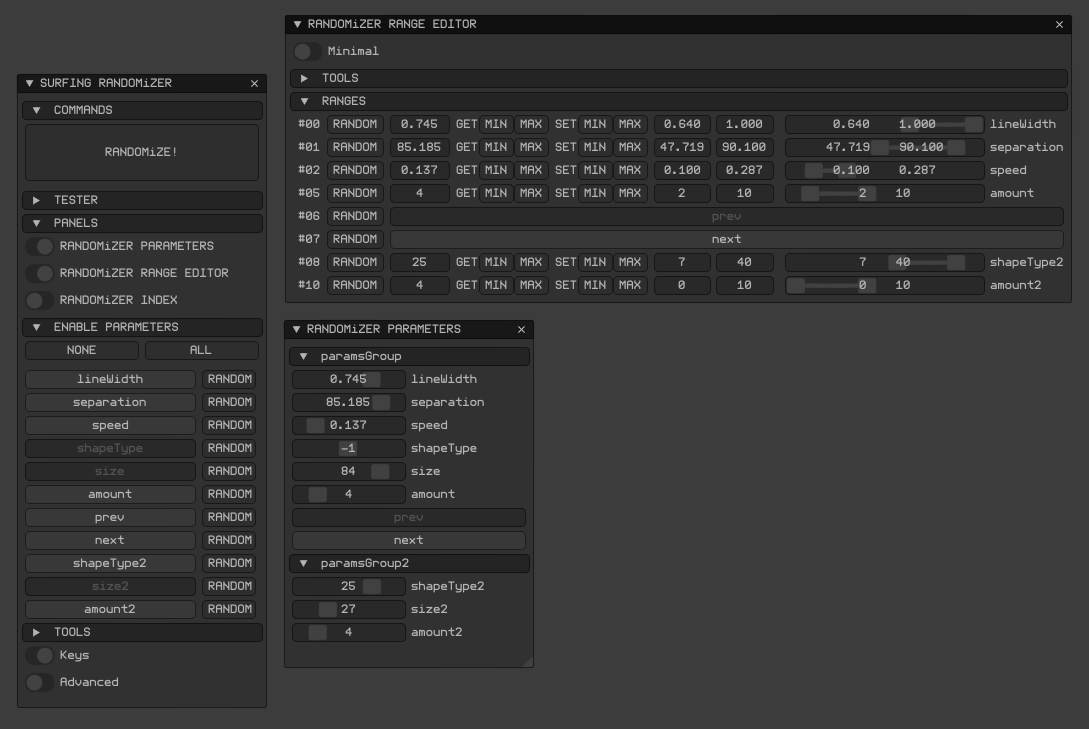 SURFING RANDOMiZER
COMMANDS
RANDOMiZE!
TESTER
PANELS
RANDOMiZER PARAMETERS
RANDOMiZER RANGE EDITOR
RANDOMiZER INDEX
ENABLE PARAMETERS
NONE ALL
lineWidth RANDOM
separation RANDOM
speed RANDOM
shapeType RANDOM
size RANDOM
amount RANDOM
prev RANDOM
next RANDOM
shapeType2 RANDOM
size2 RANDOM
amount2 RANDOM
TOOLS
Keys
Advanced
RANDOMiZER RANGE EDITOR
Minimal
TOOLS
RANGES
#00 RANDOM 0.745 GET MIN MAX SET MIN MAX 0.640 1.000 0.640 1.000 lineWidth
#01 RANDOM 85.185 GET MIN MAX SET MIN MAX 47.719 90.100 47.719 90.100 separation
#02 RANDOM 0.137 GET MIN MAX SET MIN MAX 0.100 0.287 0.100 0.287 speed
#05 RANDOM 4 GET MIN MAX SET MIN MAX 2 10 2 10 amount
#06 RANDOM prev
#07 RANDOM next
#08 RANDOM 25 GET MIN MAX SET MIN MAX 7 40 7 40 shapeType2
#10 RANDOM 4 GET MIN MAX SET MIN MAX 0 10 0 10 amount2
RANDOMiZER PARAMETERS
paramsGroup
0.745 lineWidth
85.185 separation
0.137 speed
-1 shapeType
84 size
4 amount
prev
next
paramsGroup2
25 shapeType2
27 size2
4 amount2